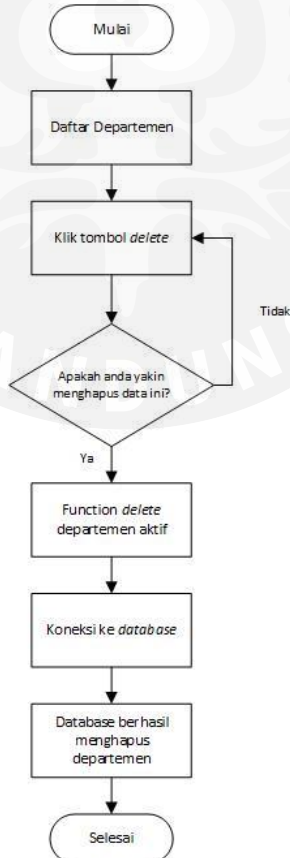 Mulai
Daftar Departemen
Klik tombol delete
Tidak
Apakah anda yakin
menghapus data ini?
Ya
Function delete
departemen aktif
Koneksi ke database
Database berhasil
menghapus
departemen
Selesai